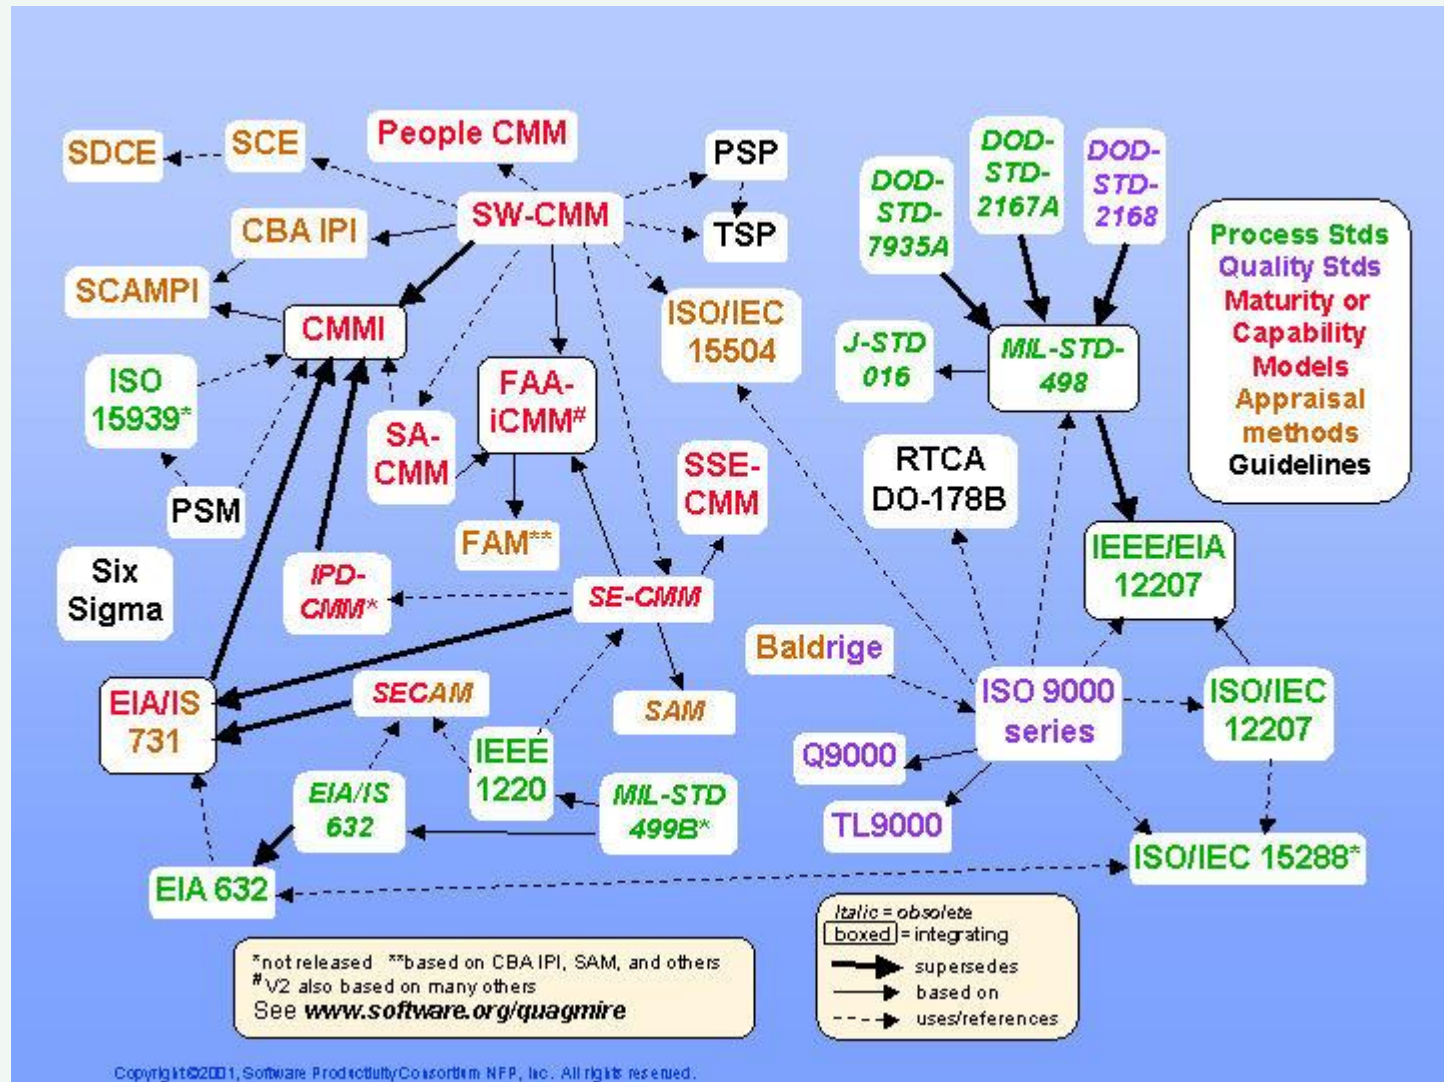 People CMM
SCE
SDCE
PSP
SW-CMM
TSP
CBA IPI
SCAMPI
CMMI
ISO/IEC
15504
ISO
15939*
FAA-
iCMM#
SA-
CMM
SSE-
CMM
PSM
FAM**
Six
Sigma
IPD-
CMM*
SE-CMM
EIA/IS
731
SECAM
SAM
IEEE
1220
EIA/IS
632
MIL-STD
499B*
EIA 632
DOD-
STD-
7935A
DOD-
STD-
2167A
DOD-
STD-
2168
J-STD
016
MIL-STD-
498
RTCA
DO-178B
IEEE/EIA
12207
Baldrige
ISO 9000
series
ISO/IEC
12207
Q9000
TL9000
ISO/IEC 15288*
Process Stds
Quality Stds
Maturity or
Capability
Models
Appraisal
methods
Guidelines
Italic = obsolete
boxed = integrating
supersedes
based on
uses/references
*not released **based on CBA IPI, SAM, and others
# V2 also based on many others
See www.software.org/quagmire
Copyright©2001, Software Productivity Consortium NFP, Inc. All rights reserved.